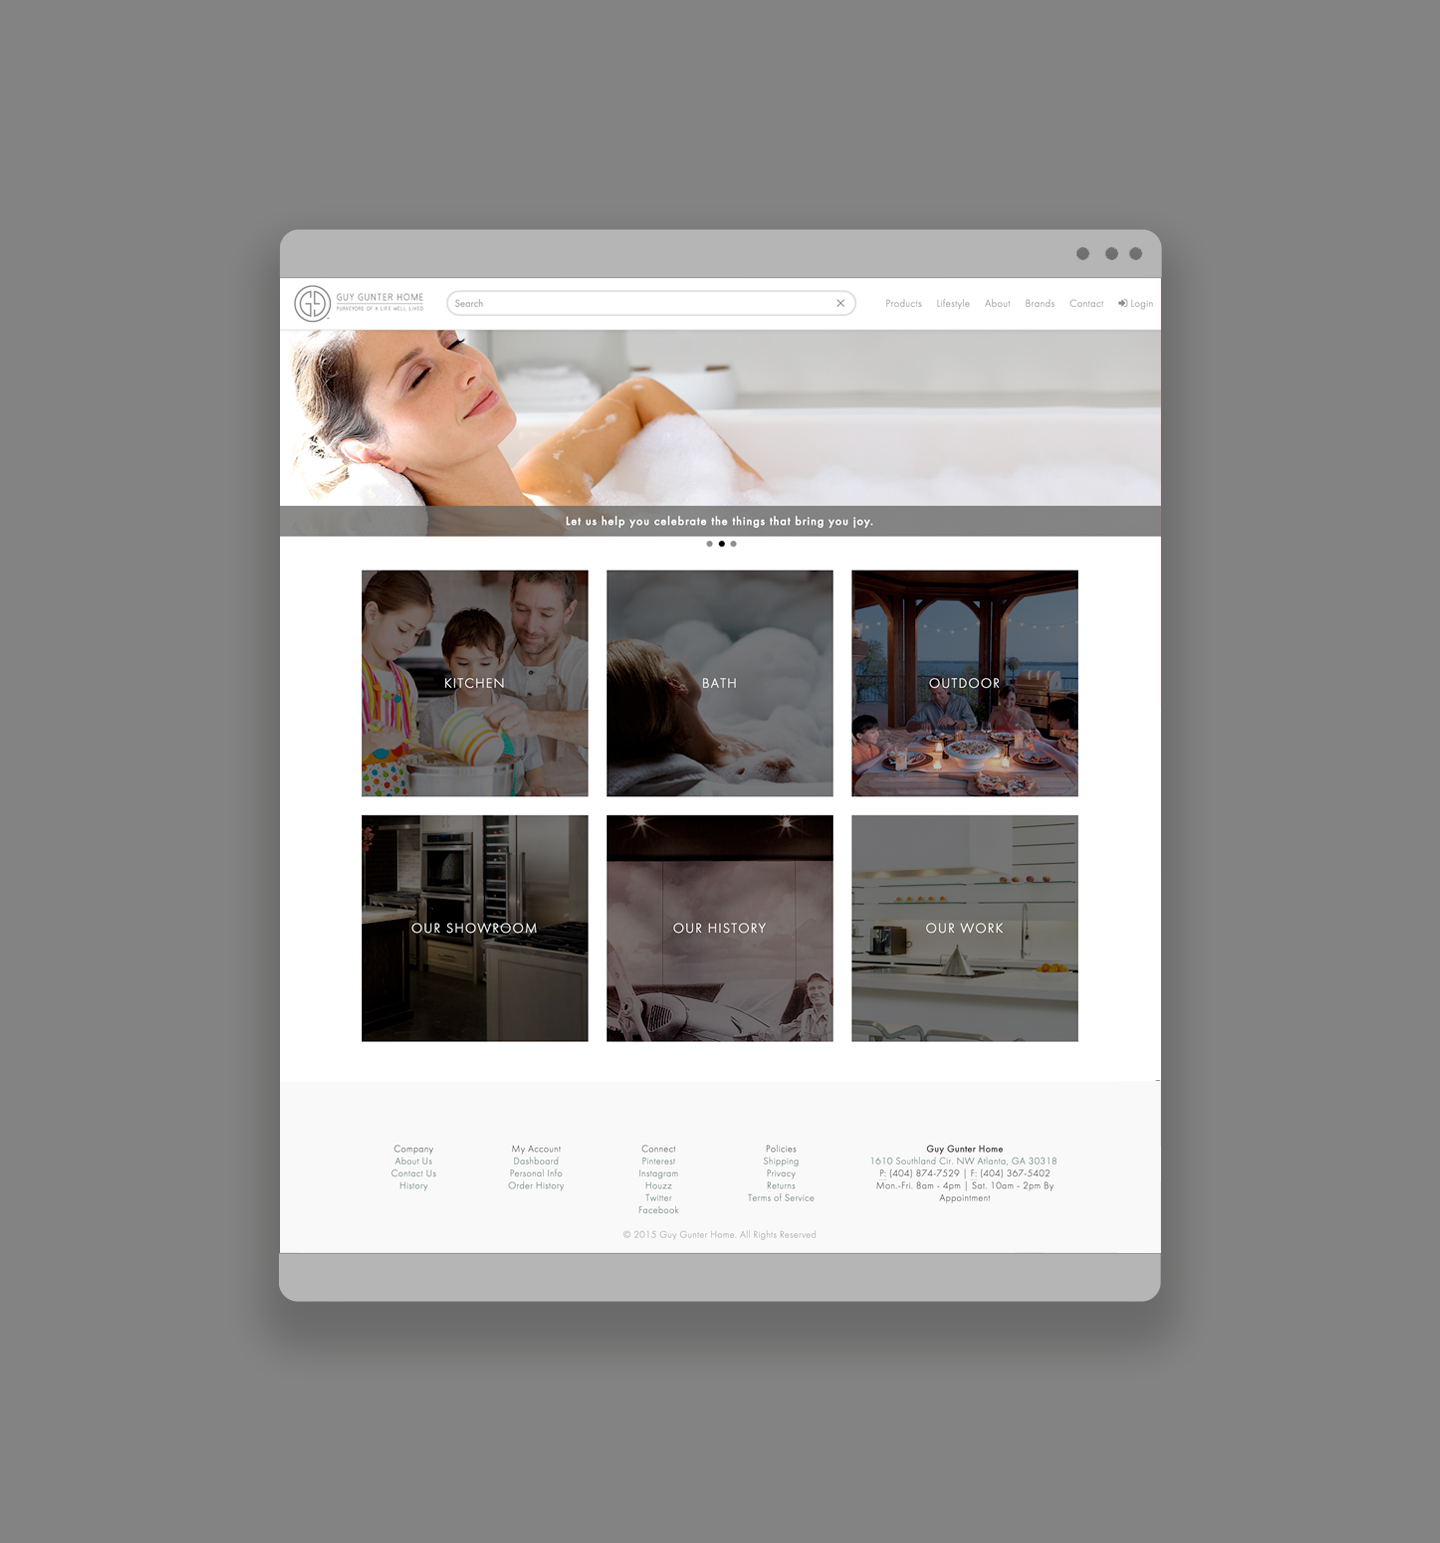 GUY GUNTER HOME
PURVEYORS OF A LIFE WELL LIVED
Search
Products Lifestyle About Brands Contact Login
Let us help you celebrate the things that bring you joy.
KITCHEN
BATH
OUTDOOR
OUR SHOWROOM
OUR HISTORY
OUR WORK
Company
About Us
Contact Us
History
My Account
Dashboard
Personal Info
Order History
Connect
Pinterest
Instagram
Houzz
Twitter
Facebook
Policies
Shipping
Privacy
Returns
Terms of Service
Guy Gunter Home
1610 Southland Cir. NW Atlanta, GA 30318
P: (404) 874-7529 | F: (404) 367-5402
Mon.-Fri. 8am - 4pm | Sat. 10am - 2pm By
Appointment
© 2015 Guy Gunter Home. All Rights Reserved